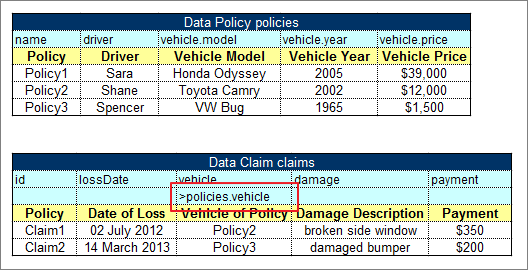 Data Policy policies
name driver vehicle.model vehicle.year vehicle.price
Policy Driver Vehicle Model Vehicle Year Vehicle Price
Policy1 Sara Honda Odyssey 2005 $39,000
Policy2 Shane Toyota Camry 2002 $12,000
Policy3 Spencer VW Bug 1965 $1,500
Data Claim claims
id lossDate vehicle damage payment
>policies.vehicle
Policy Date of Loss Vehicle of Policy Damage Description Payment
Claim1 02 July 2012 Policy2 broken side window $350
Claim2 14 March 2013 Policy3 damaged bumper $200